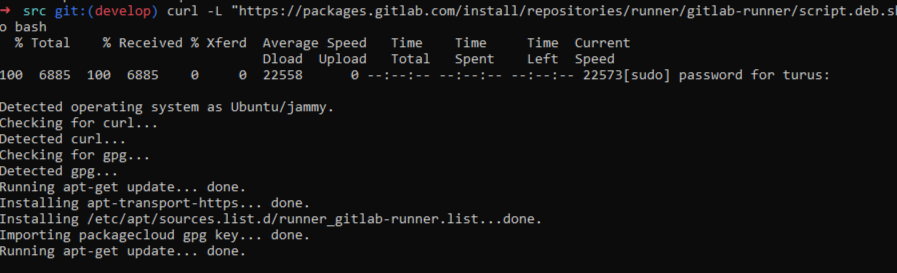 → src git:(develop) curl -L "https://packages.gitlab.com/install/repositories/runner/gitlab-runner/script.deb.sh
o bash
  % Total    % Received % Xferd  Average Speed   Time    Time     Time  Current
                                 Dload  Upload   Total   Spent    Left  Speed
100  6885  100  6885    0     0  22558      0 --:--:-- --:--:-- --:--:-- 22573[sudo] password for turus:
Detected operating system as Ubuntu/jammy.
Checking for curl...
Detected curl...
Checking for gpg...
Detected gpg...
Running apt-get update... done.
Installing apt-transport-https... done.
Installing /etc/apt/sources.list.d/runner_gitlab-runner.list...done.
Importing packagecloud gpg key... done.
Running apt-get update... done.